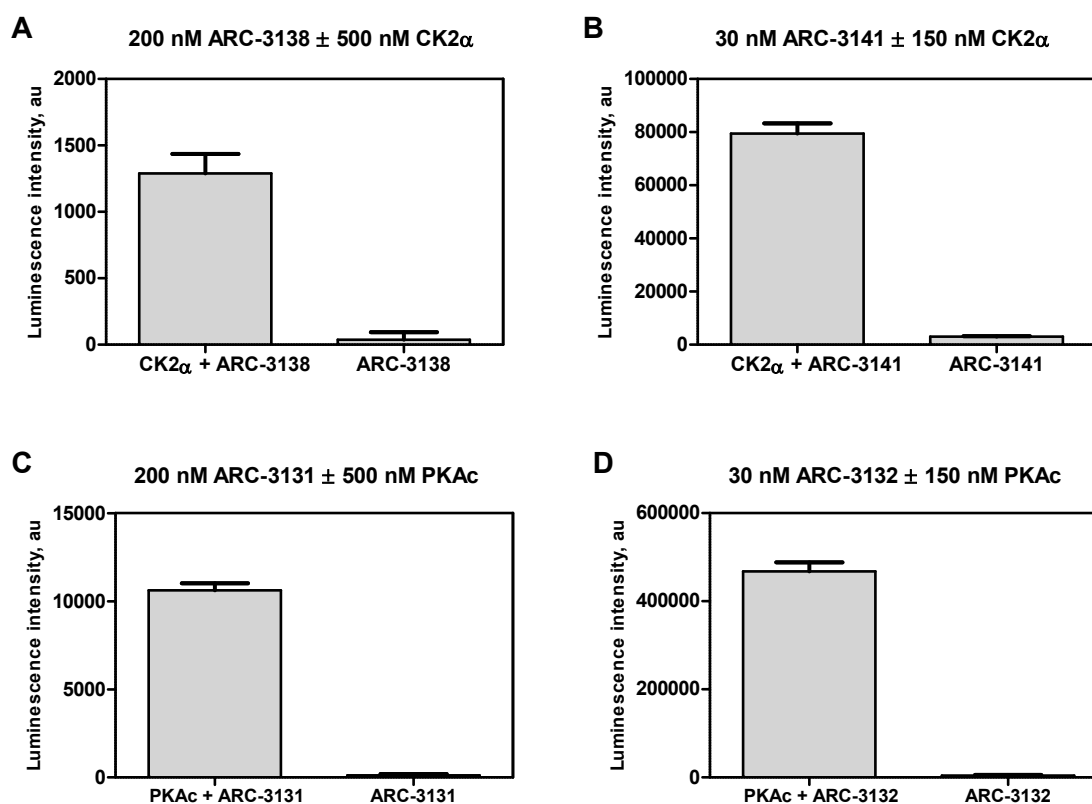 A
200 nM ARC-3138 ± 500 nM CK2α
Luminescence intensity, au
2000
1500
1000
500
0
CK2α + ARC-3138
ARC-3138
B
30 nM ARC-3141 ± 150 nM CK2α
Luminescence intensity, au
100000
80000
60000
40000
20000
0
CK2α + ARC-3141
ARC-3141
C
200 nM ARC-3131 ± 500 nM PKAc
Luminescence intensity, au
15000
10000
5000
0
PKAc + ARC-3131
ARC-3131
D
30 nM ARC-3132 ± 150 nM PKAc
Luminescence intensity, au
600000
400000
200000
0
PKAc + ARC-3132
ARC-3132